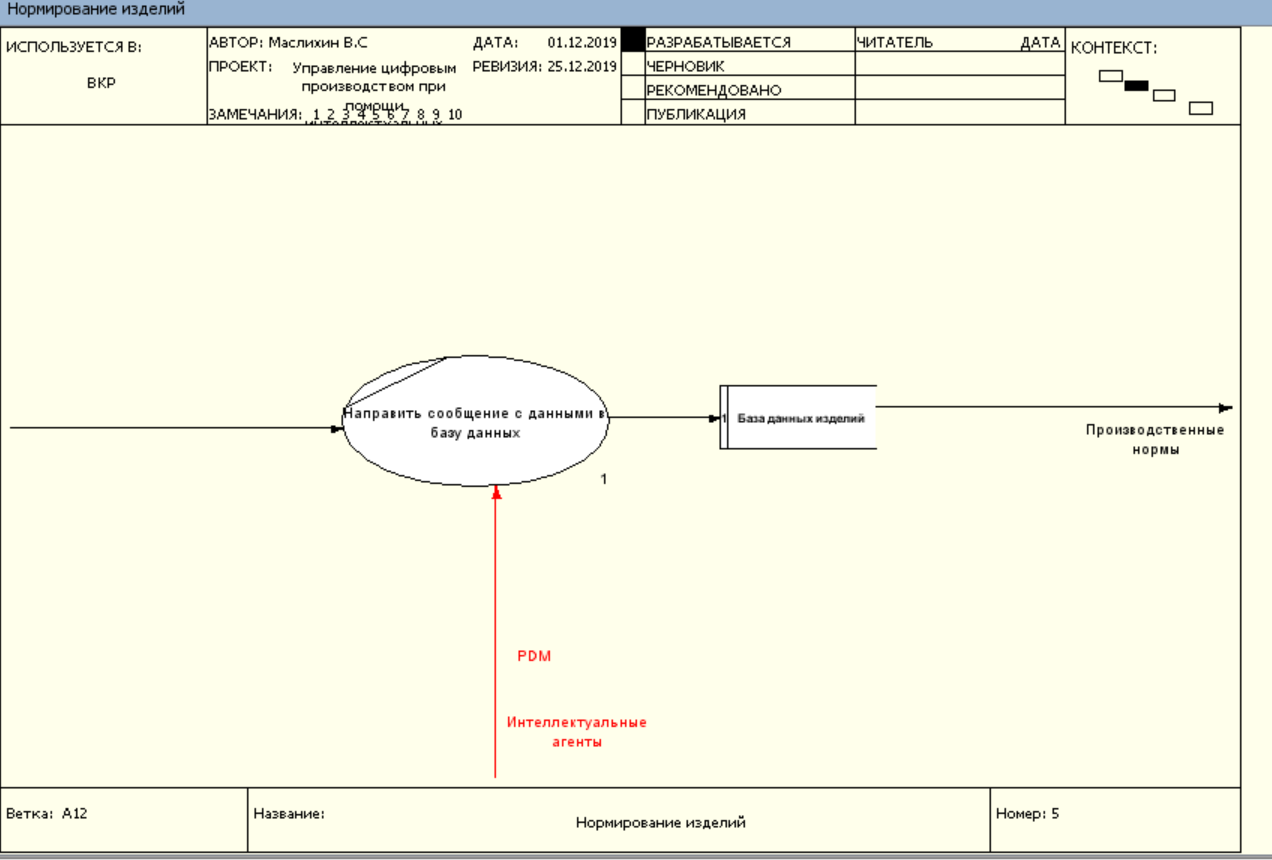 Нормирование изделий
ИСПОЛЬЗУЕТСЯ В:
ВКР
АВТОР: Маслихин В.С
ДАТА: 01.12.2019
ПРОЕКТ: Управление цифровым
производством при
помощи
интеллектуальных
РЕВИЗИЯ: 25.12.2019
ЗАМЕЧАНИЯ: 1 2 3 4 5 6 7 8 9 10
РАЗРАБАТЫВАЕТСЯ
ЧЕРНОВИК
РЕКОМЕНДОВАНО
ПУБЛИКАЦИЯ
ЧИТАТЕЛЬ ДАТА
КОНТЕКСТ:
Направить сообщение с данными в
базу данных
1
1 База данных изделий
Производственные
нормы
PDM
Интеллектуальные
агенты
Ветка: А12
Название:
Нормирование изделий
Номер: 5